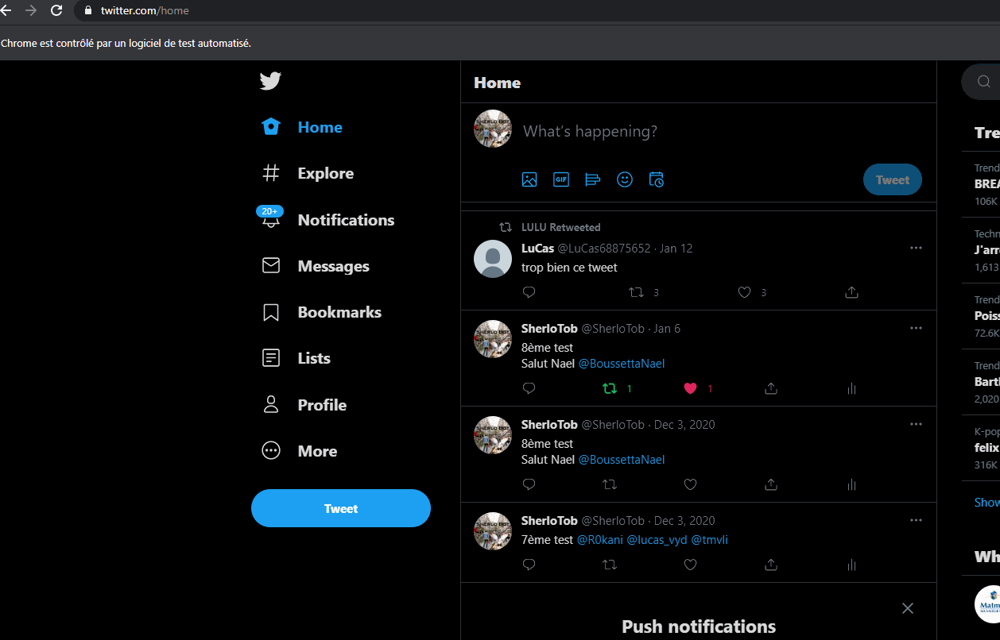 twitter.com/home
Chrome est contrôlé par un logiciel de test automatisé.
Home
Explore
20+
Notifications
Messages
Bookmarks
Lists
Profile
More
Tweet
Home
What's happening?
GIF
Tweet
LULU Retweeted
LuCas @LuCas68875652 · Jan 12
trop bien ce tweet
3 3
SherloTob @SherloTob · Jan 6
8ème test
Salut Nael @BoussettaNael
1 1
SherloTob @SherloTob · Dec 3, 2020
8ème test
Salut Nael @BoussettaNael
SherloTob @SherloTob · Dec 3, 2020
7ème test @R0kani @lucas_vyd @tmvli
Push notifications
Tre
Trend
BREA
106K
Techn
J'arr
1,613
Trend
Poiss
72.6K
Trend
Barth
2,020
K-pop
felix
316K
Show
Wh